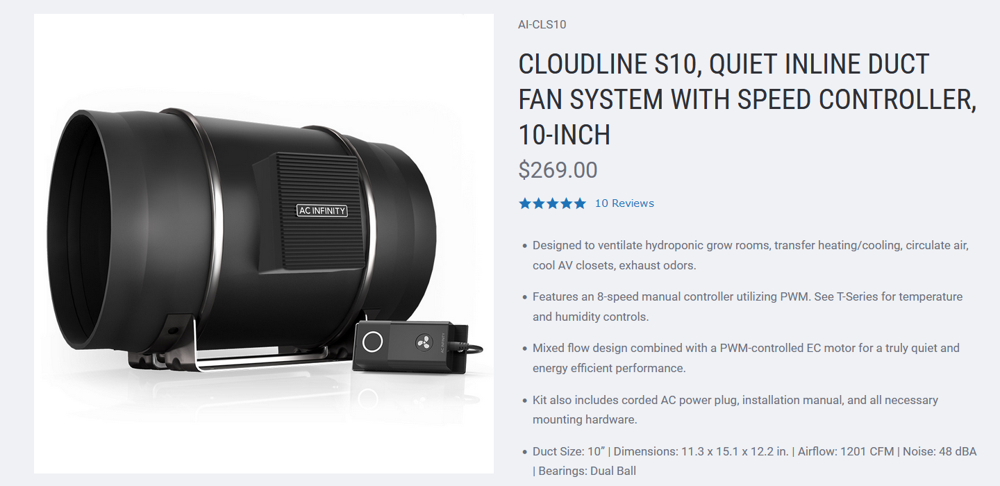 AI-CLS10
CLOUDLINE S10, QUIET INLINE DUCT
FAN SYSTEM WITH SPEED CONTROLLER,
10-INCH
$269.00
10 Reviews
• Designed to ventilate hydroponic grow rooms, transfer heating/cooling, circulate air,
cool AV closets, exhaust odors.
• Features an 8-speed manual controller utilizing PWM. See T-Series for temperature
and humidity controls.
• Mixed flow design combined with a PWM-controlled EC motor for a truly quiet and
energy efficient performance.
• Kit also includes corded AC power plug, installation manual, and all necessary
mounting hardware.
• Duct Size: 10” | Dimensions: 11.3 x 15.1 x 12.2 in. | Airflow: 1201 CFM | Noise: 48 dBA
| Bearings: Dual Ball
AC INFINITY
AC INFINITY